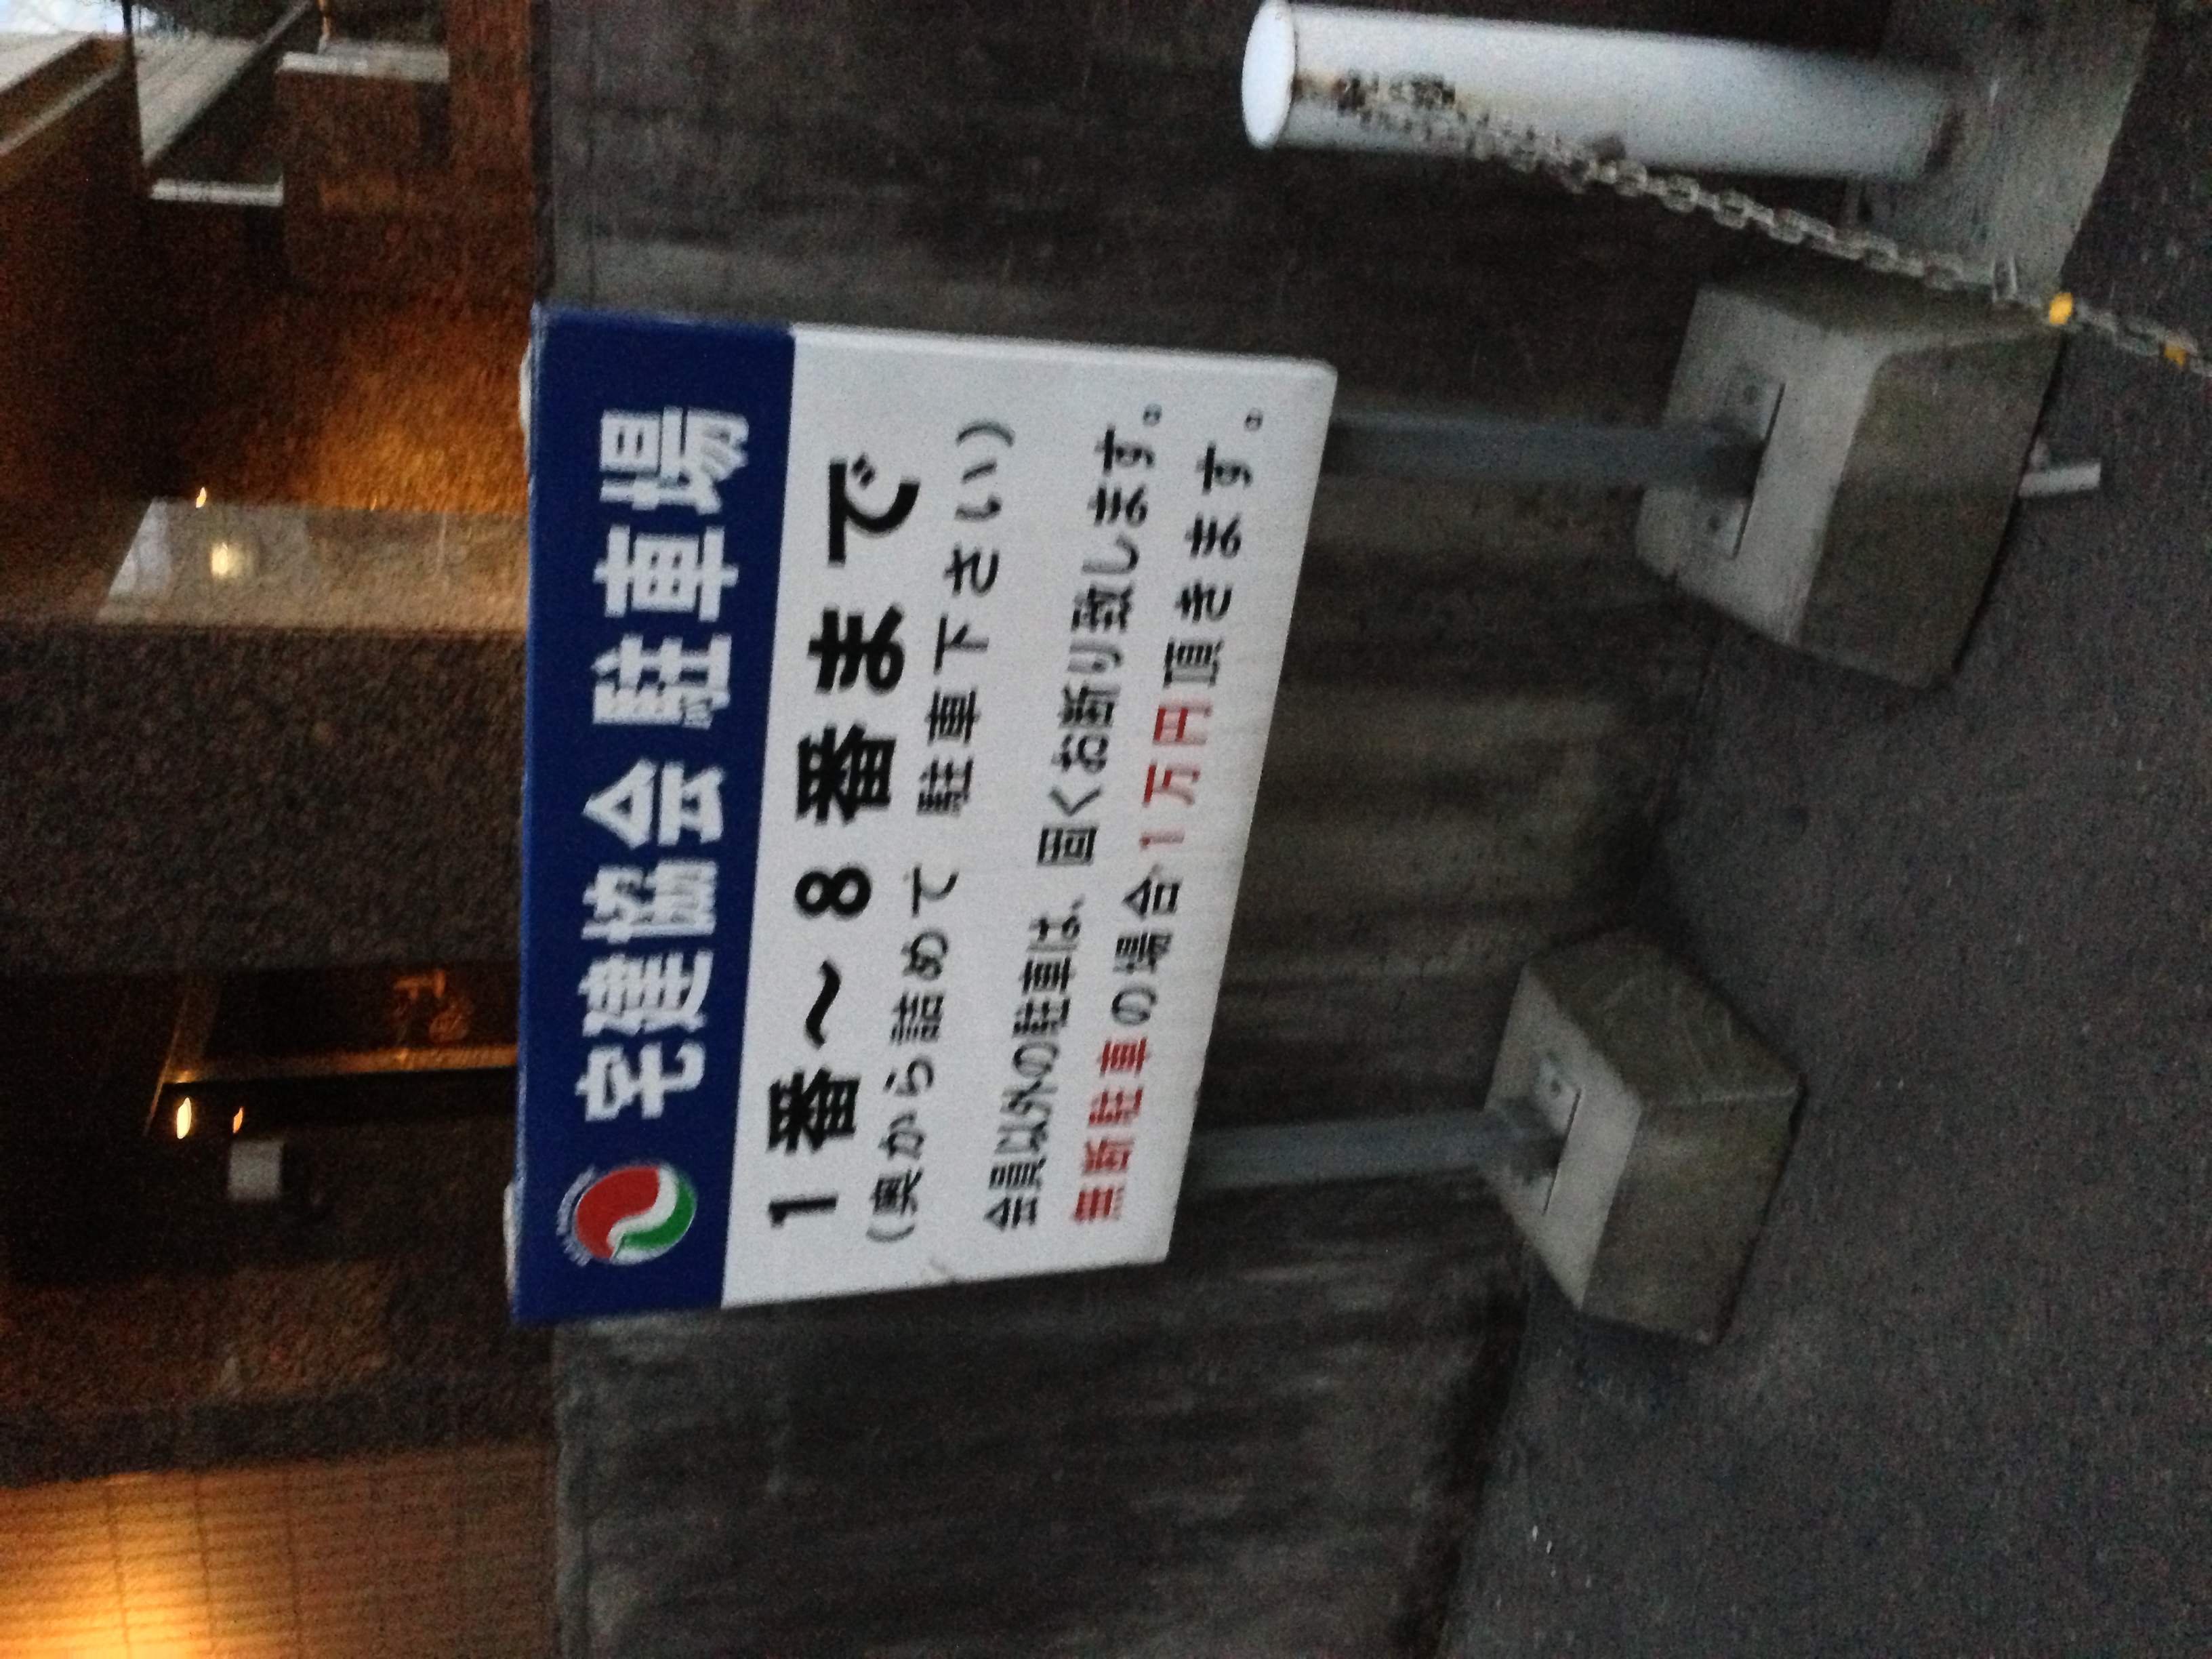 宅建協会 駐車場
1番～8番まで
(奥から詰めて 駐車下さい)
会員以外の駐車は、固くお断り致します。
無断駐車の場合1万円頂きます。